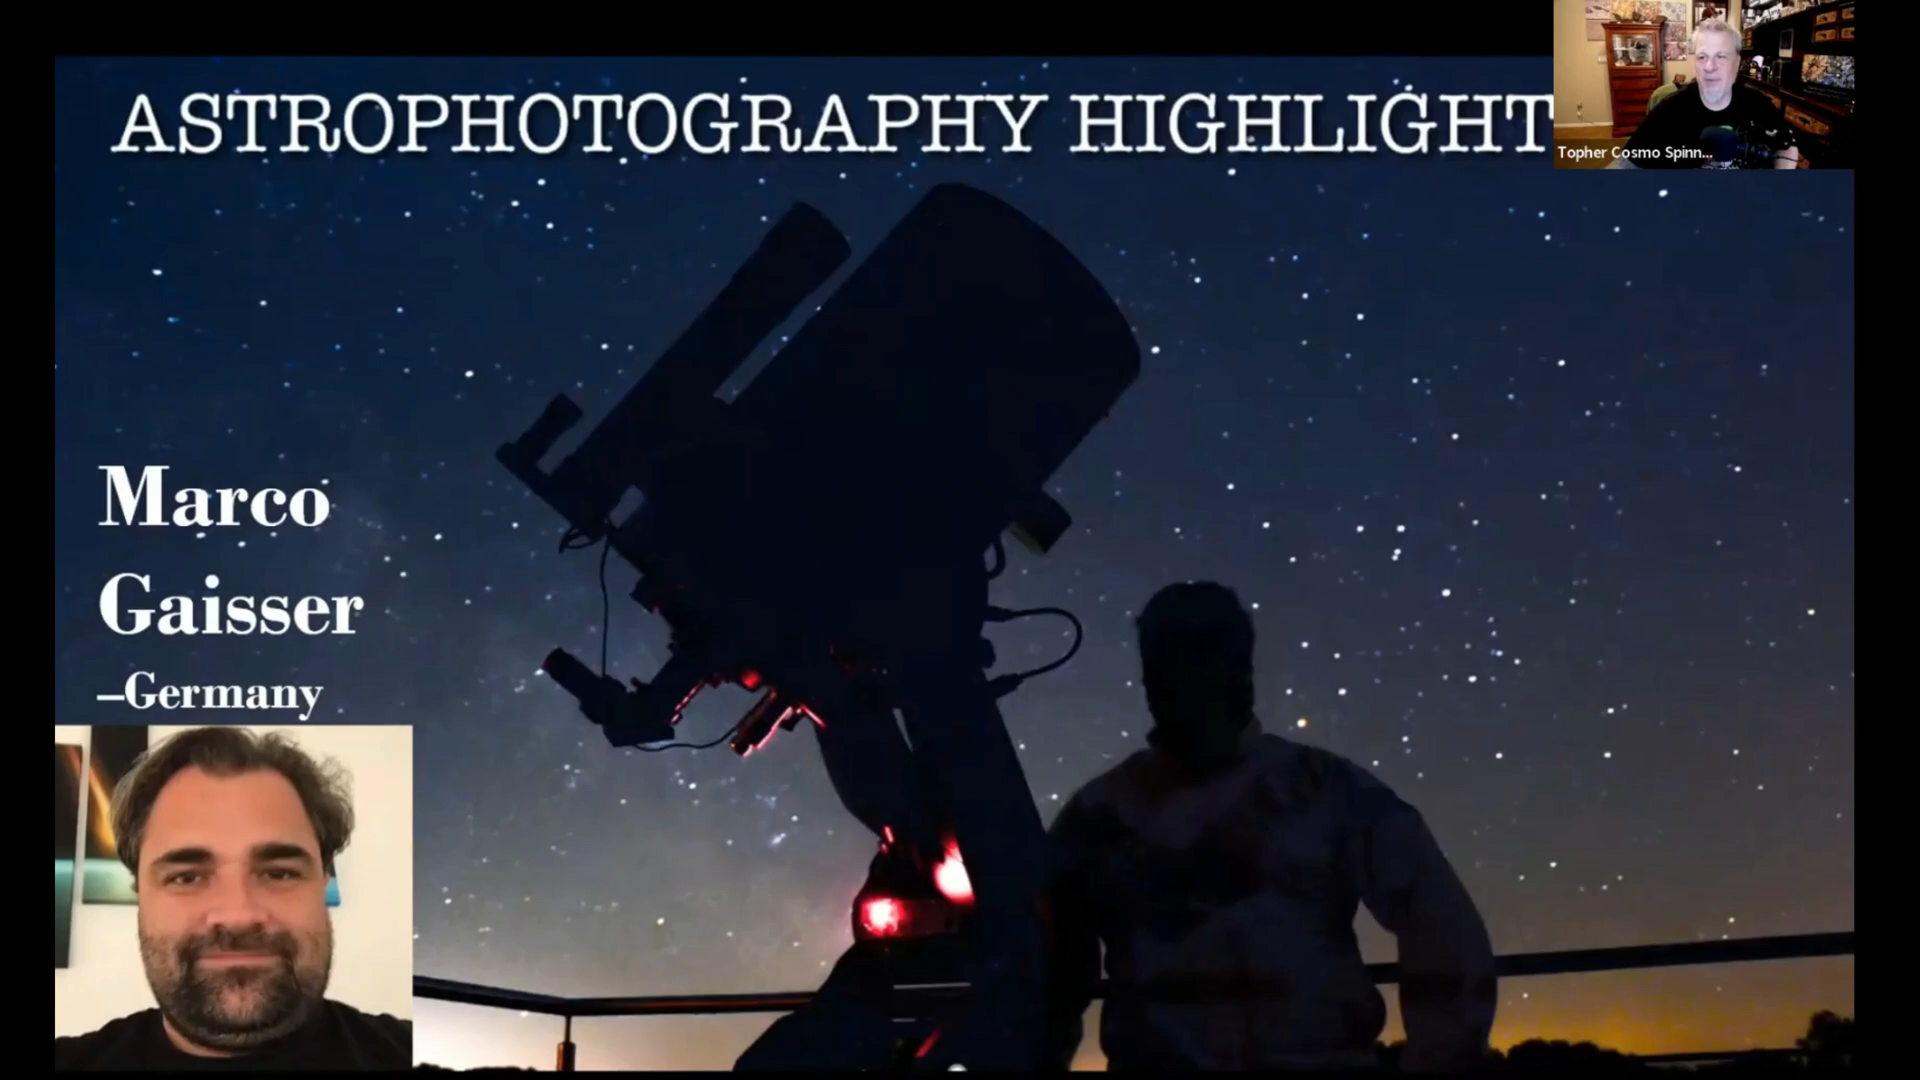 ASTROPHOTOGRAPHY HIGHLIGHT
Topher Cosmo Spinn...
Marco
Gaisser
–Germany